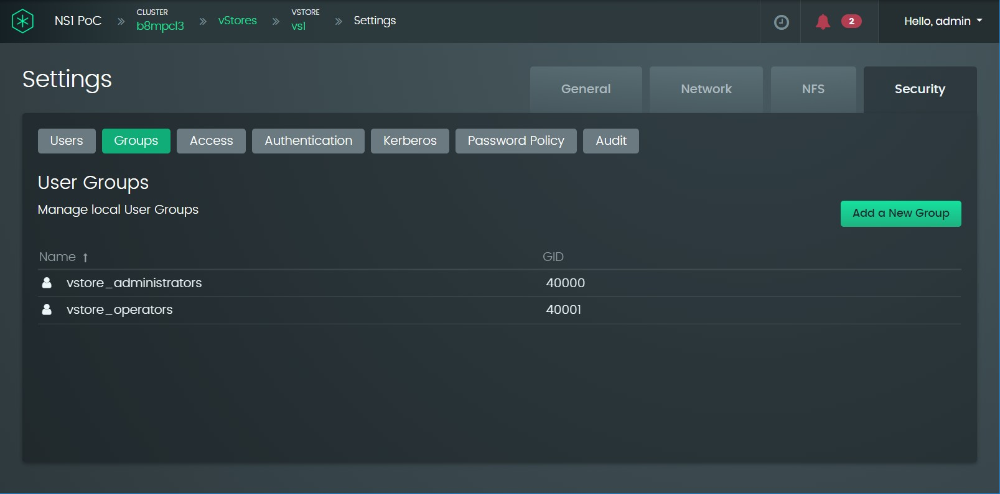 NS1 PoC » CLUSTER b8mpcl3 » vStores » VSTORE vs1 » Settings
2
Hello, admin
Settings
General Network NFS Security
Users Groups Access Authentication Kerberos Password Policy Audit
User Groups
Manage local User Groups
Add a New Group
Name ↑ GID
vstore_administrators 40000
vstore_operators 40001